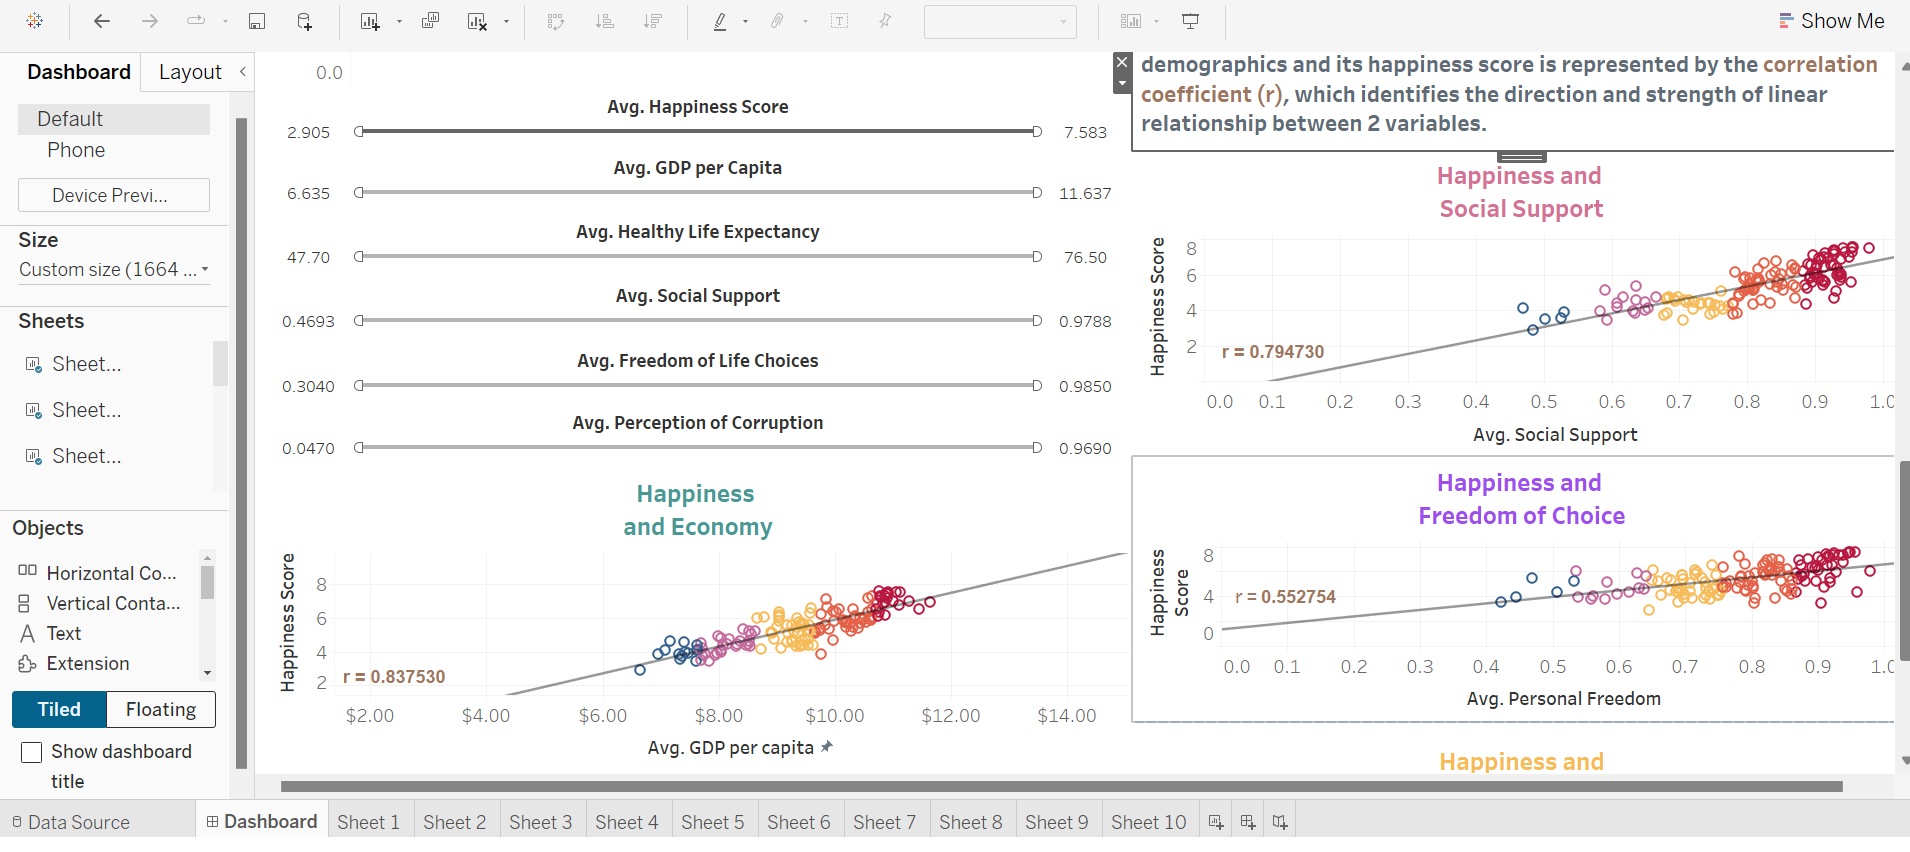 Show Me
Dashboard
Layout
Default
Phone
Device Previ...
Size
Custom size (1664 ...
Sheets
Sheet...
Sheet...
Sheet...
Objects
Horizontal Co...
Vertical Conta...
Text
Extension
Tiled
Floating
Show dashboard
title
0.0
Avg. Happiness Score
2.905
7.583
Avg. GDP per Capita
6.635
11.637
Avg. Healthy Life Expectancy
47.70
76.50
Avg. Social Support
0.4693
0.9788
Avg. Freedom of Life Choices
0.3040
0.9850
Avg. Perception of Corruption
0.0470
0.9690
Happiness
and Economy
Happiness Score
8
6
4
2
r = 0.837530
$2.00 $4.00 $6.00 $8.00 $10.00 $12.00 $14.00
Avg. GDP per capita
demographics and its happiness score is represented by the correlation
coefficient (r), which identifies the direction and strength of linear
relationship between 2 variables.
Happiness and
Social Support
Happiness Score
8
6
4
2
r = 0.794730
0.0 0.1 0.2 0.3 0.4 0.5 0.6 0.7 0.8 0.9 1.0
Avg. Social Support
Happiness and
Freedom of Choice
Happiness
Score
8
4
0
r = 0.552754
0.0 0.1 0.2 0.3 0.4 0.5 0.6 0.7 0.8 0.9 1.0
Avg. Personal Freedom
Happiness and
Data Source
Dashboard
Sheet 1
Sheet 2
Sheet 3
Sheet 4
Sheet 5
Sheet 6
Sheet 7
Sheet 8
Sheet 9
Sheet 10